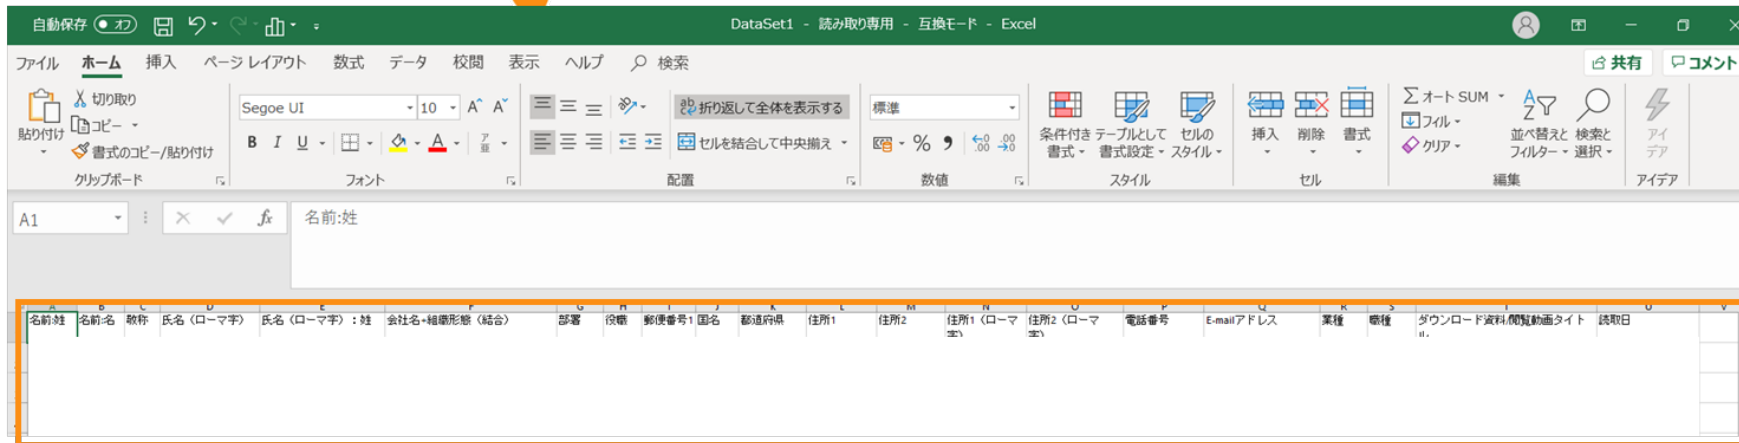 自動保存 オフ DataSet1 - 読み取り専用 - 互換モード - Excel
ファイル ホーム 挿入 ページ レイアウト 数式 データ 校閲 表示 ヘルプ 検索 共有 コメント
切り取り Segoe UI 10 A^ Aˇ 折り返して全体を表示する 標準 Σ オート SUM
貼り付け コピー 条件付き書式 テーブルとして書式設定 セルのスタイル 挿入 削除 書式 フィル 並べ替えとフィルター 検索と選択 アイデア
書式のコピー/貼り付け B I U A セルを結合して中央揃え % クリア
クリップボード フォント 配置 数値 スタイル セル 編集 アイデア
A1 fx 名前:姓
A B C D E F G H I J K L M N O P Q R S T U V
名前:姓 名前:名 敬称 氏名（ローマ字） 氏名（ローマ字）：姓 会社名+組織形態（結合） 部署 役職 郵便番号1 国名 都道府県 住所1 住所2 住所1（ローマ字） 住所2（ローマ字） 電話番号 E-mailアドレス 業種 職種 ダウンロード資料/閲覧動画タイトル 読取日